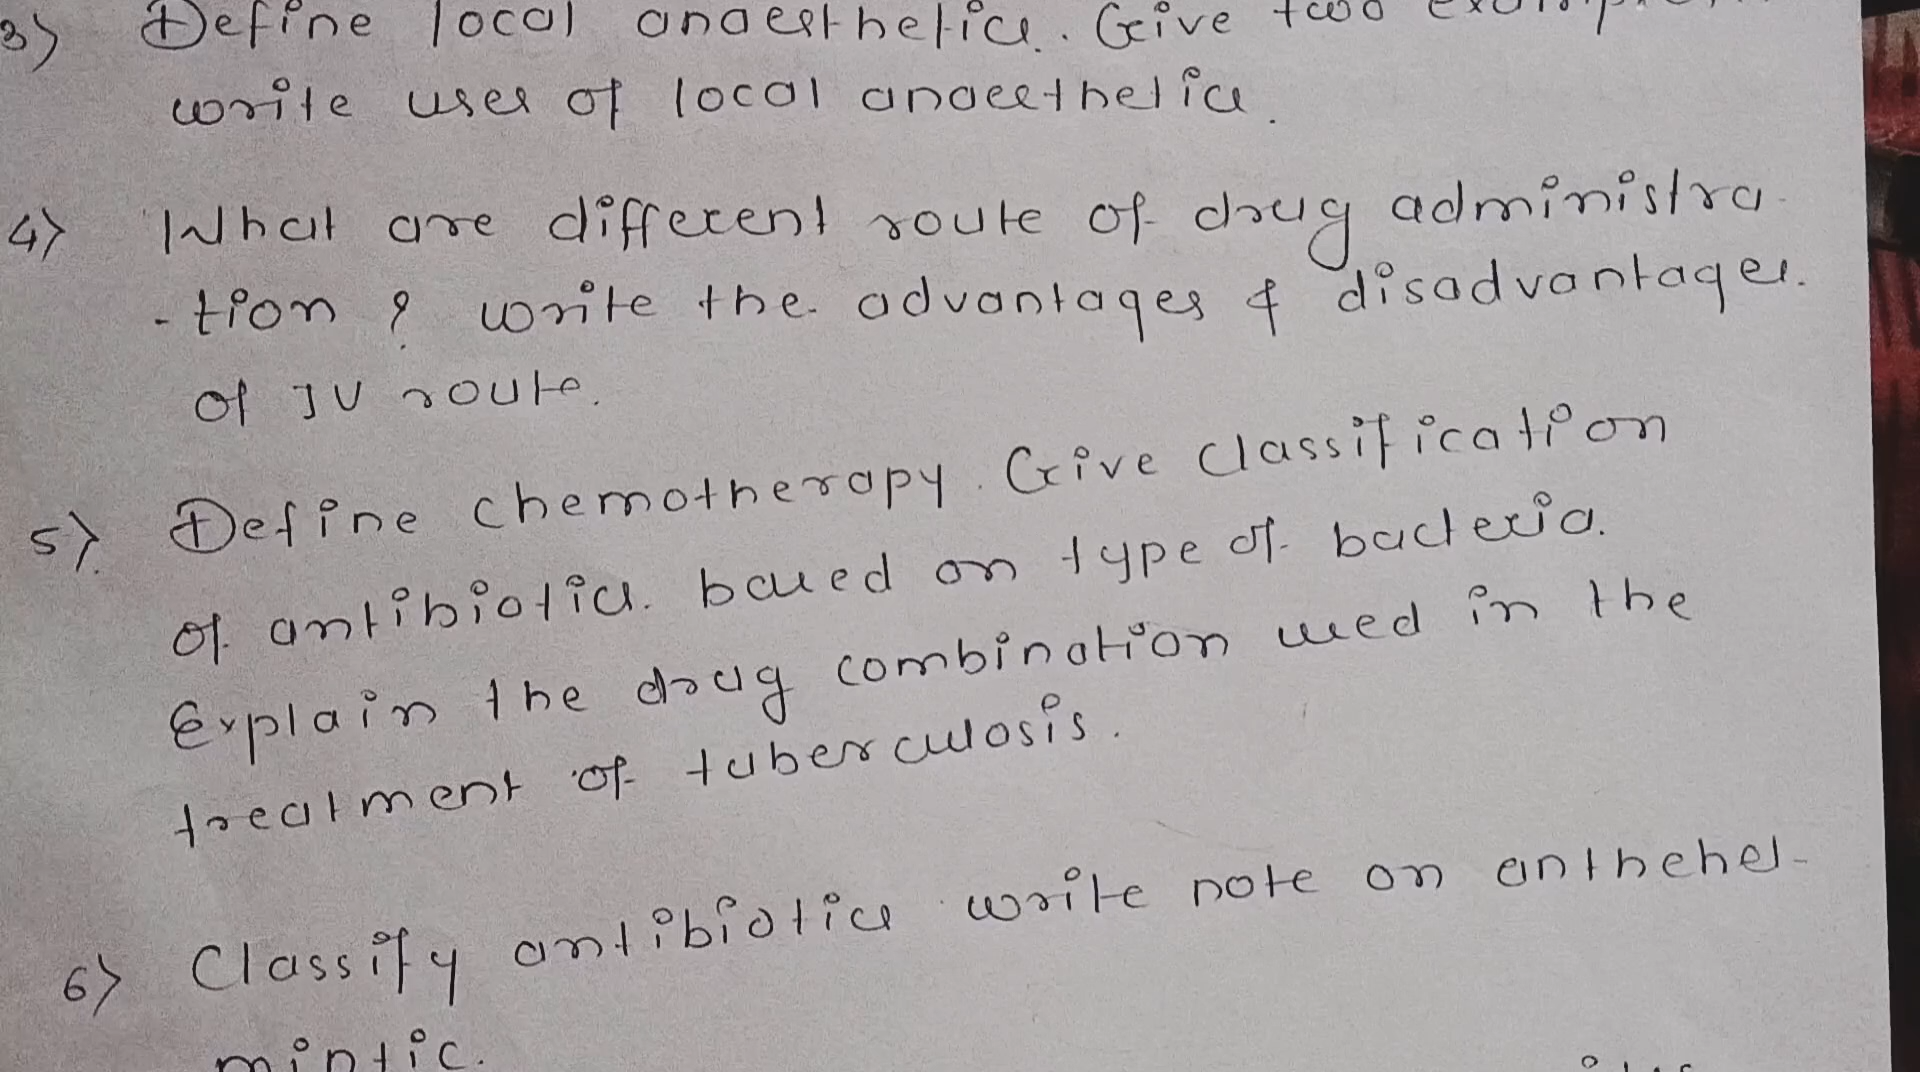 3) Define local anaesthetics. Give two
write uses of local anaesthetics.
4) What are different route of drug administra-
-tion ? write the advantages & disadvantages.
of IV route.
5). Define chemotherapy. Give classification
of antibiotics. based on type of bacteria.
Explain the drug combination used in the
treatment of tuberculosis.
6) Classify antibiotics write note on anthehel-
mintic.